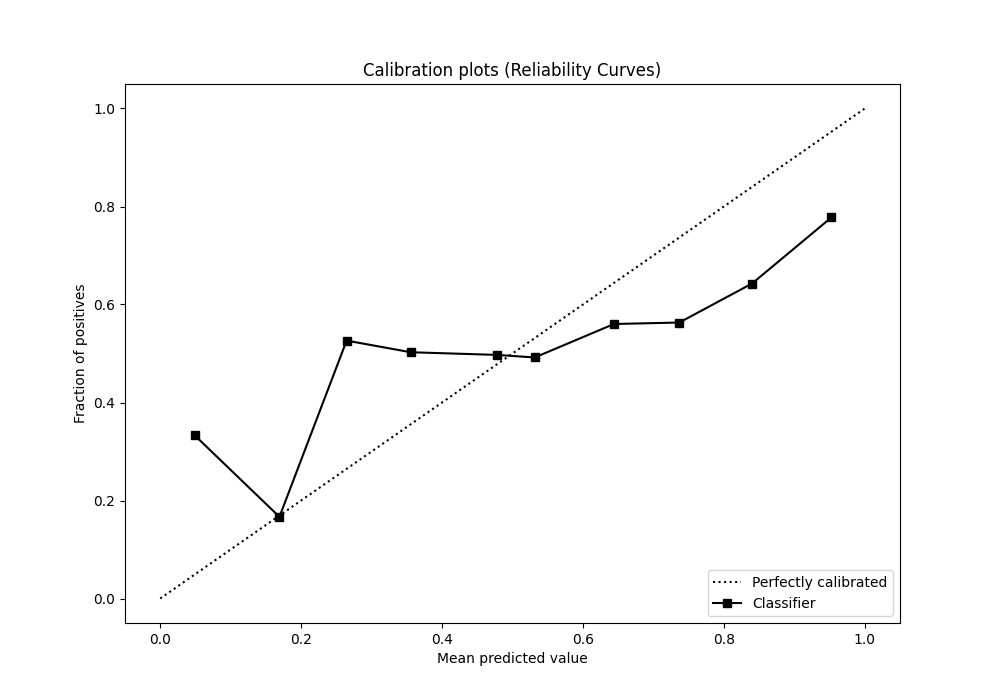 Calibration plots (Reliability Curves)
1.0
0.8
0.6
0.4
0.2
0.0
Fraction of positives
0.0 0.2 0.4 0.6 0.8 1.0
Mean predicted value
Perfectly calibrated
Classifier